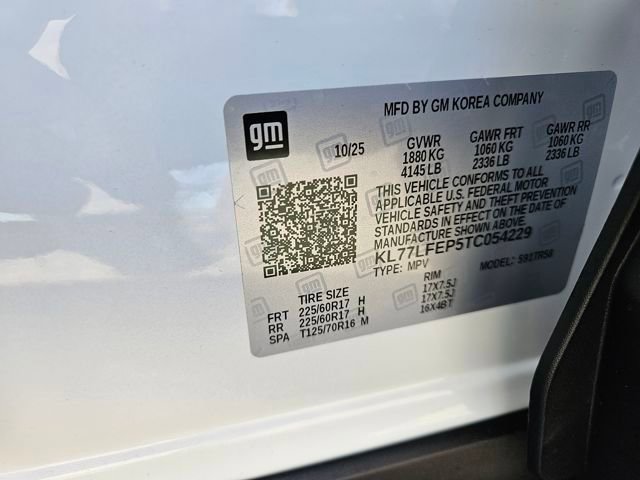 MFD BY GM KOREA COMPANY
gm
10/25 GVWR GAWR FRT GAWR RR
1880 KG 1060 KG 1060 KG
4145 LB 2336 LB 2336 LB
THIS VEHICLE CONFORMS TO ALL
APPLICABLE U.S. FEDERAL MOTOR
VEHICLE SAFETY AND THEFT PREVENTION
STANDARDS IN EFFECT ON THE DATE OF
MANUFACTURE SHOWN ABOVE.
KL77LFEP5TC054229
TYPE: MPV MODEL:
TIRE SIZE RIM
FRT 225/60R17 H 17X7.5J
RR 225/60R17 H 17X7.5J
SPA T125/70R16 M 16X4BT